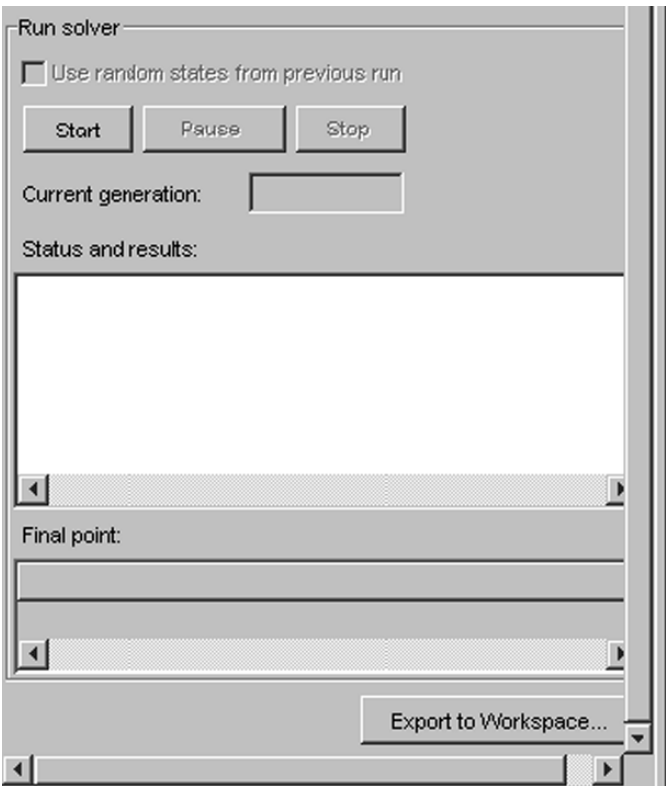 Run solver
Use random states from previous run
Start Pause Stop
Current generation:
Status and results:
Final point:
Export to Workspace...